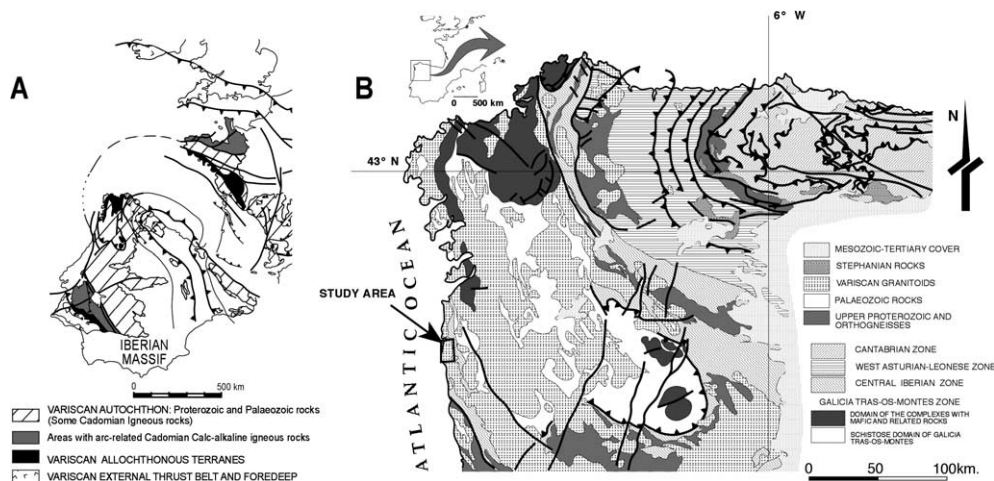 A
IBERIAN
MASSIF
0
500 km
VARISCAN AUTOCHTHON: Proterozoic and Palaeozoic rocks
(Some Cadomian Igneous rocks)
Areas with arc-related Cadomian Calc-alkaline igneous rocks
VARISCAN ALLOCHTHONOUS TERRANES
VARISCAN EXTERNAL THRUST BELT AND FOREDEEP
B
0 500 km
6° W
43° N
N
ATLANTIC OCEAN
STUDY AREA
MESOZOIC-TERTIARY COVER
STEPHANIAN ROCKS
VARISCAN GRANITOIDS
PALAEOZOIC ROCKS
UPPER PROTEROZOIC AND
ORTHOGNEISSES
CANTABRIAN ZONE
WEST ASTURIAN-LEONESE ZONE
CENTRAL IBERIAN ZONE
GALICIA TRAS-OS-MONTES ZONE
DOMAIN OF THE COMPLEXES WITH
MAFIC AND RELATED ROCKS
SCHISTOSE DOMAIN OF GALICIA
TRAS-OS-MONTES
0 50 100km.